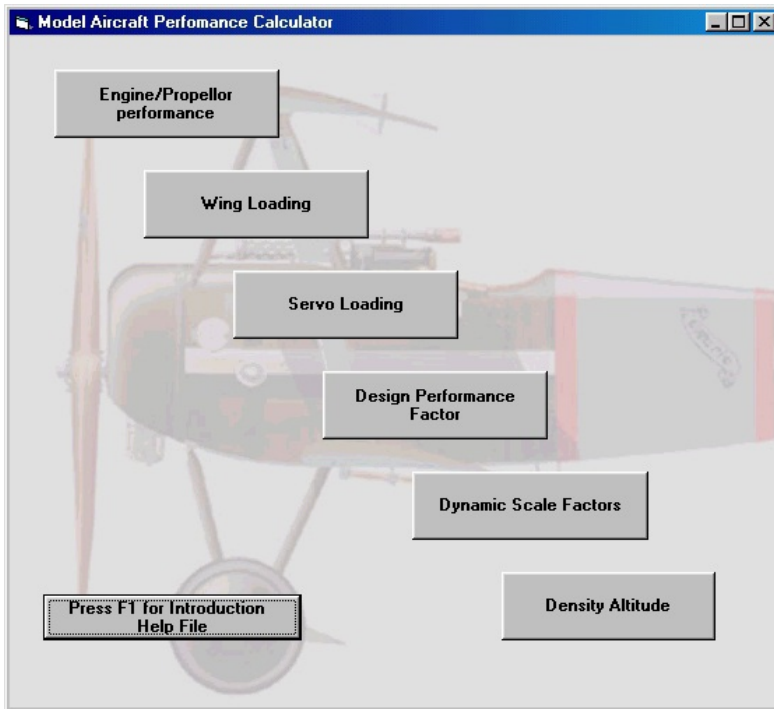 Model Aircraft Perfomance Calculator
Engine/Propellor
performance
Wing Loading
Servo Loading
Design Performance
Factor
Dynamic Scale Factors
Density Altitude
Press F1 for Introduction
Help File